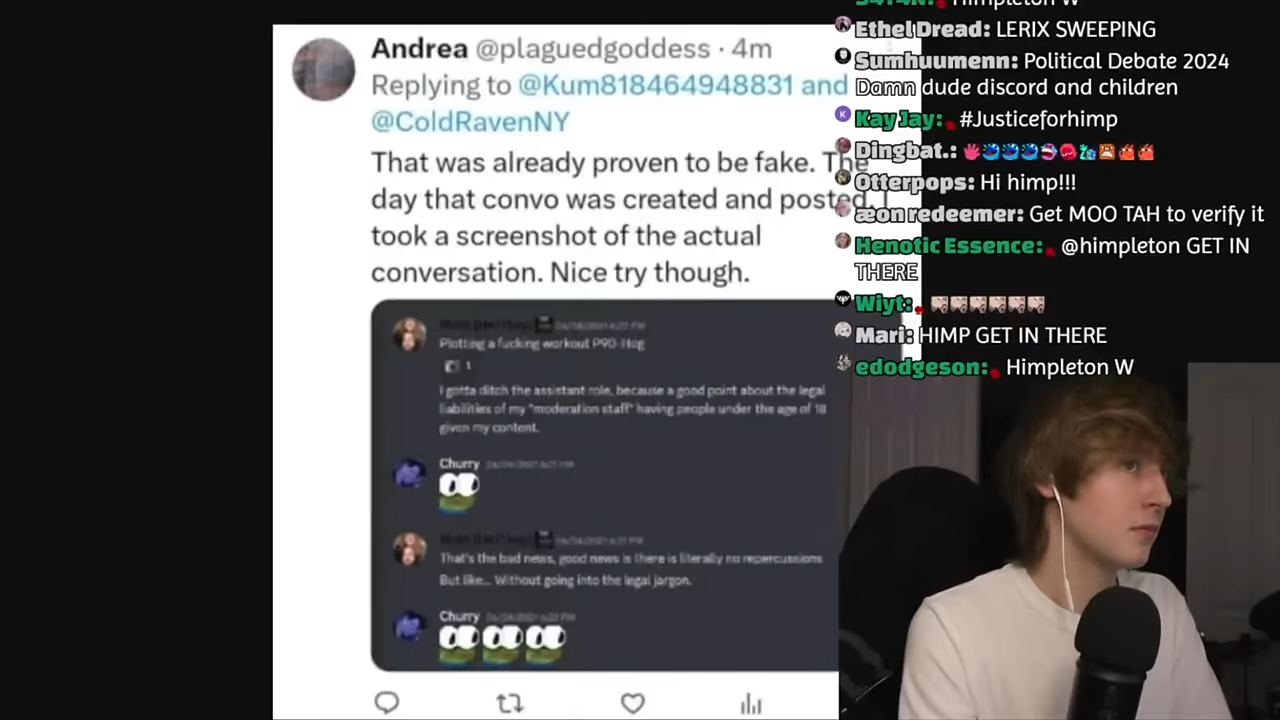 Andrea @plaguedgoddess · 4m
Replying to @Kum818464948831 and
@ColdRavenNY
That was already proven to be fake. The
day that convo was created and posted, I
took a screenshot of the actual
conversation. Nice try though.
Plotting a fucking workout P90-Hog
1
I gotta ditch the assistant role, because a good point about the legal
liabilities of my "moderation staff" having people under the age of 18
given my content.
Churry
That's the bad news, good news is there is literally no repercussions
But like... Without going into the legal jargon.
Churry
Himpleton W
Ethel Dread: LERIX SWEEPING
Sumhuumenn: Political Debate 2024
Damn dude discord and children
KayJay: #Justiceforhimp
K
Dingbat.:
Otterpops: Hi himp!!!
æon redeemer: Get MOO TAH to verify it
Henotic Essence: @himpleton GET IN
THERE
Wiyt:
Mari: HIMP GET IN THERE
edodgeson: Himpleton W